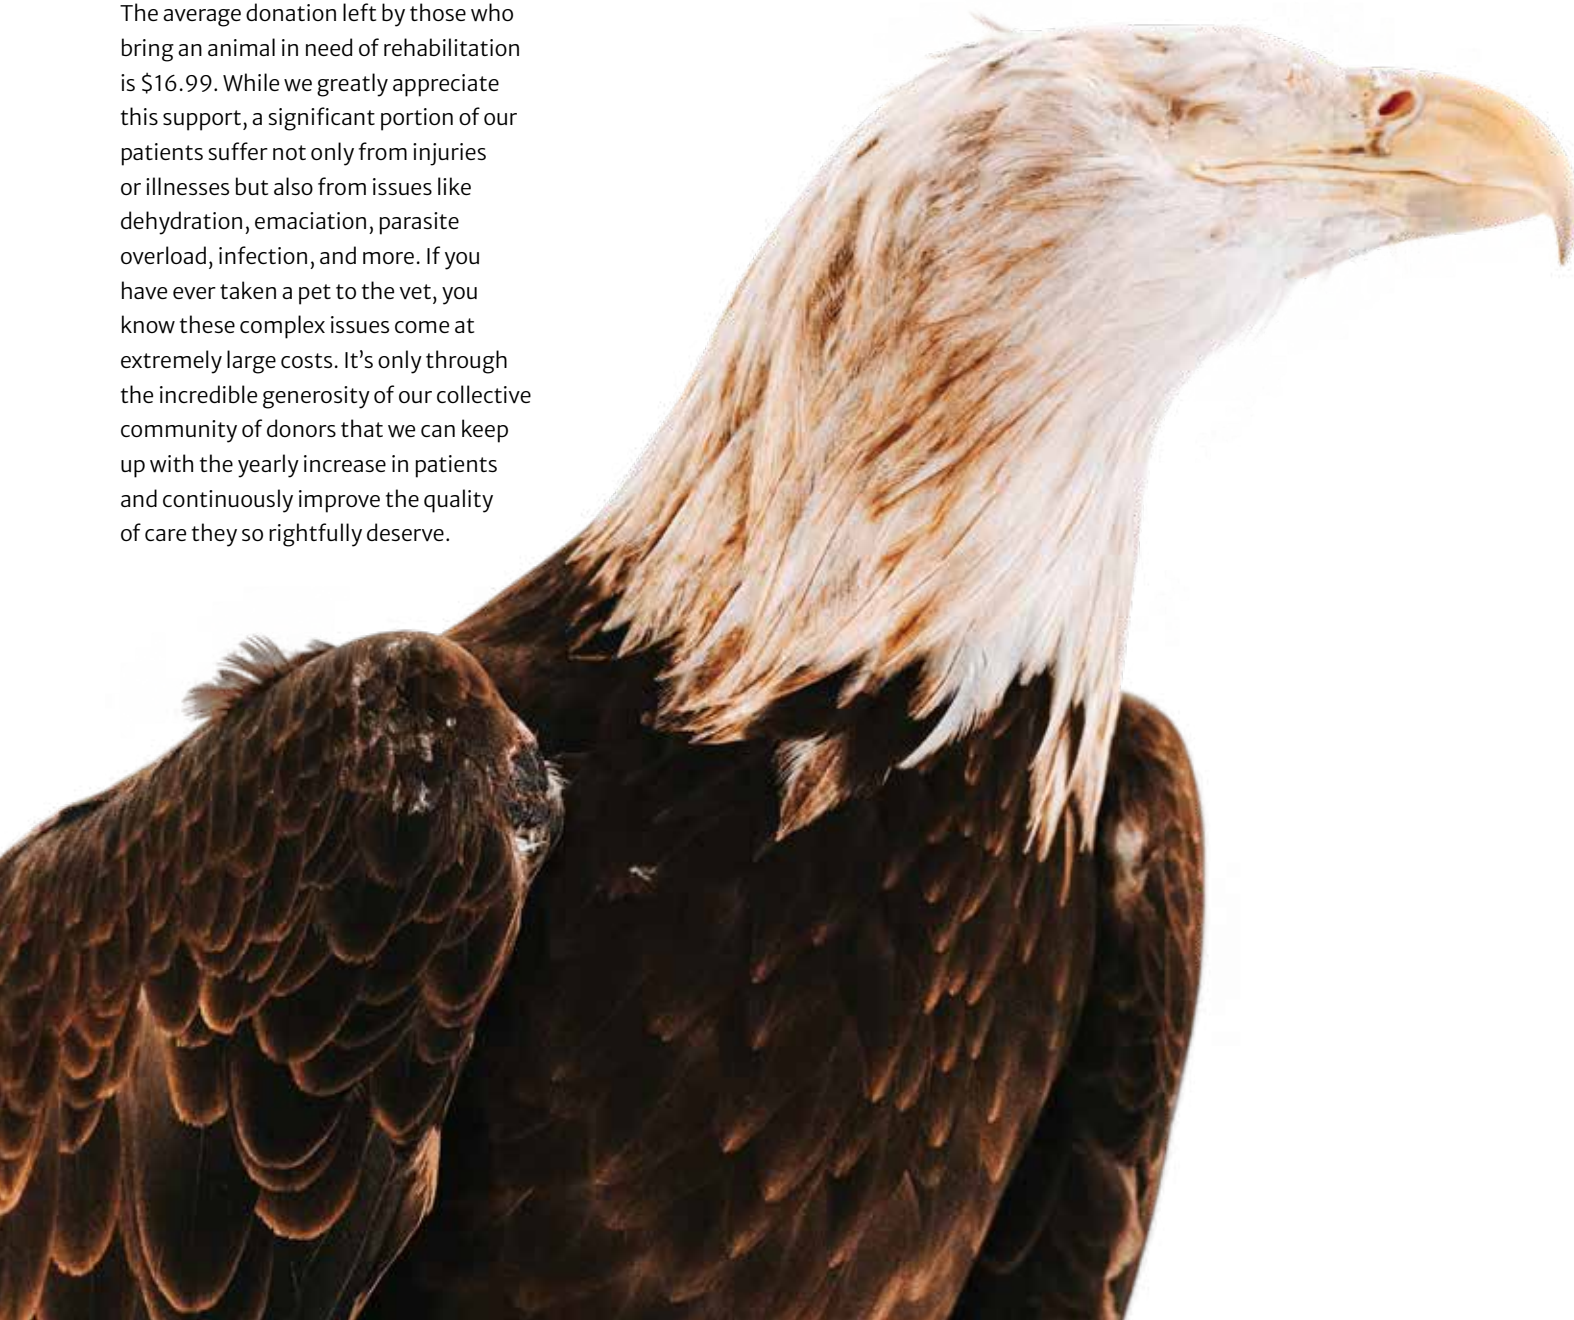 The average donation left by those who
bring an animal in need of rehabilitation
is $16.99. While we greatly appreciate
this support, a significant portion of our
patients suffer not only from injuries
or illnesses but also from issues like
dehydration, emaciation, parasite
overload, infection, and more. If you
have ever taken a pet to the vet, you
know these complex issues come at
extremely large costs. It’s only through
the incredible generosity of our collective
community of donors that we can keep
up with the yearly increase in patients
and continuously improve the quality
of care they so rightfully deserve.